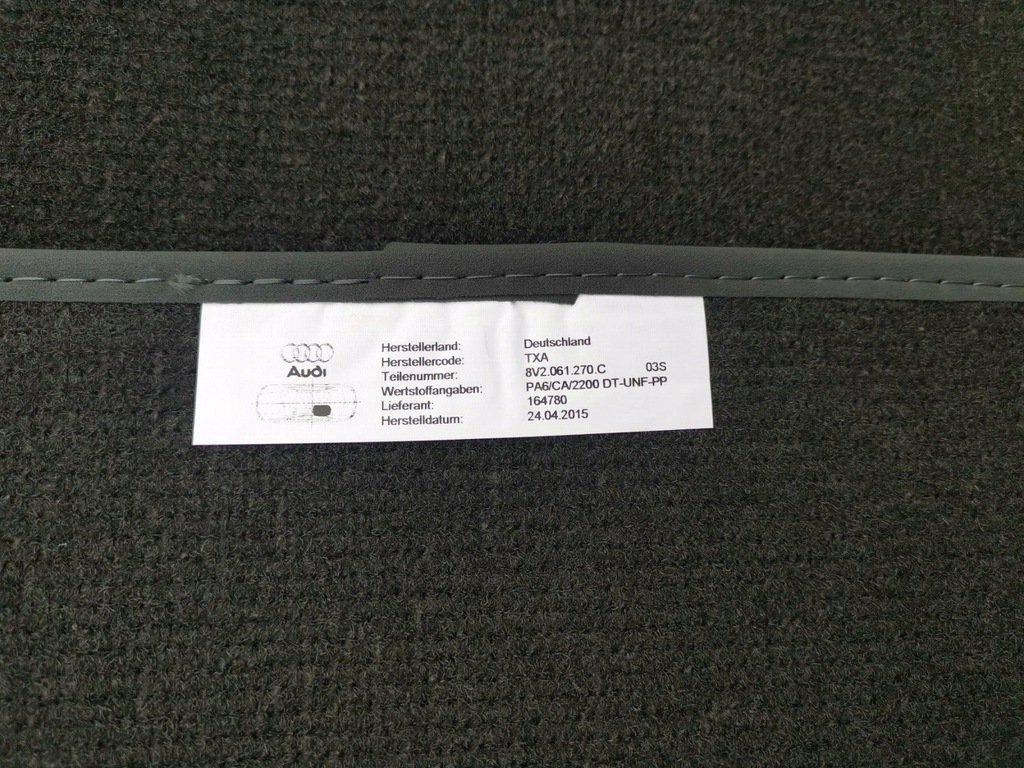 Audi
Herstellerland: Deutschland
Herstellercode: TXA
Teilenummer: 8V2.061.270.C 03S
Wertstoffangaben: PA6/CA/2200 DT-UNF-PP
Lieferant: 164780
Herstelldatum: 24.04.2015